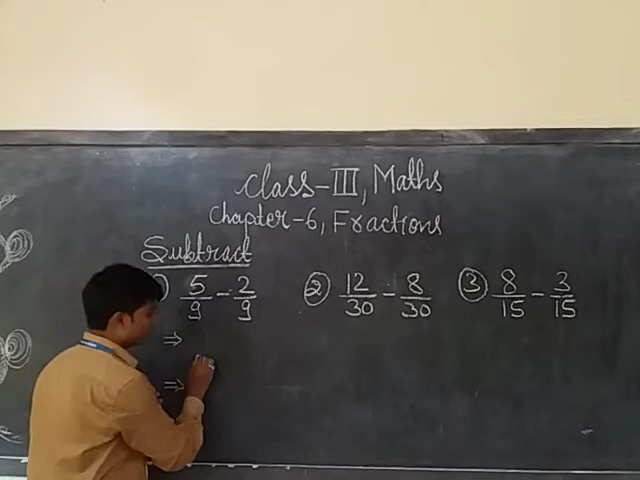 Class-III, Maths
Chapter-6, Fractions
Subtract
5/9 - 2/9 ② 12/30 - 8/30 ③ 8/15 - 3/15
⇒
⇒